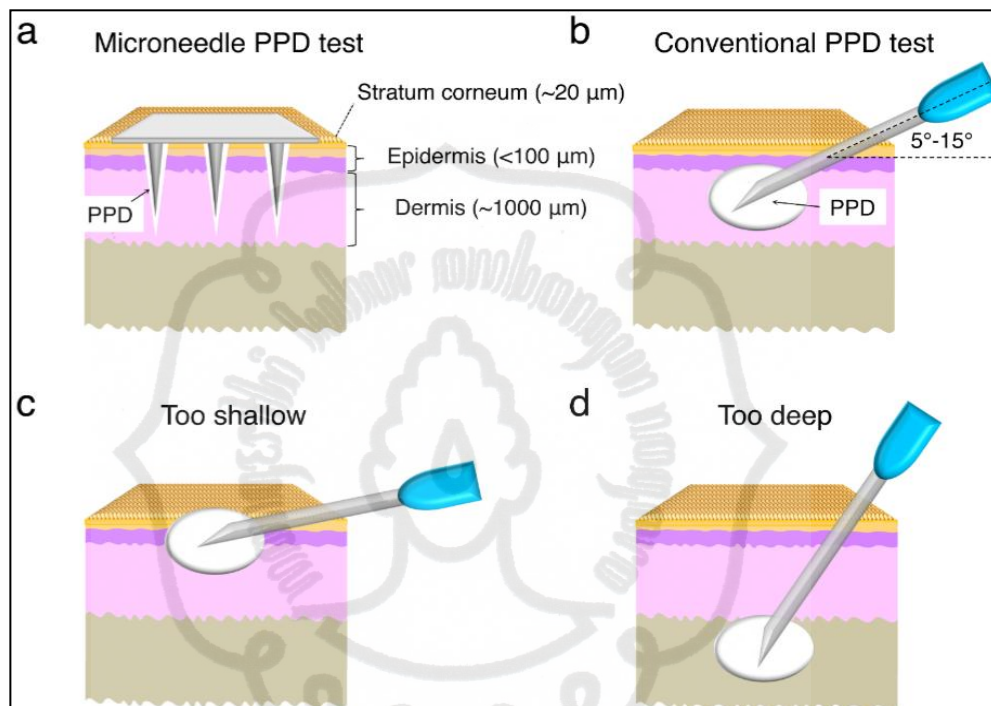 a
Microneedle PPD test
Stratum corneum (~20 µm)
Epidermis (<100 µm)
Dermis (~1000 µm)
PPD
b
Conventional PPD test
5°-15°
PPD
c
Too shallow
d
Too deep